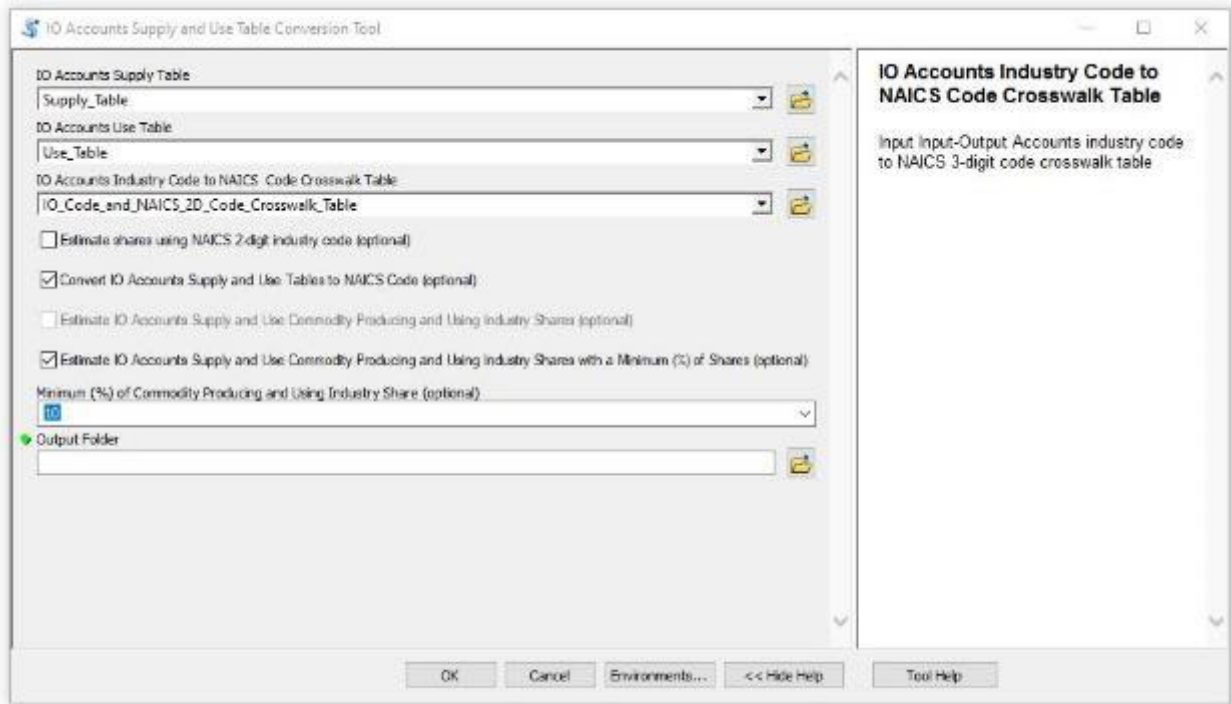 IO Accounts Supply and Use Table Conversion Tool
IO Accounts Supply Table
Supply_Table
IO Accounts Use Table
Use_Table
IO Accounts Industry Code to NAICS Code Crosswalk Table
IO_Code_and_NAICS_2D_Code_Crosswalk_Table
Estimate shares using NAICS 2-digit industry code (optional)
Convert IO Accounts Supply and Use Tables to NAICS Code (optional)
Estimate IO Accounts Supply and Use Commodity Producing and Using Industry Shares (optional)
Estimate IO Accounts Supply and Use Commodity Producing and Using Industry Shares with a Minimum (%) of Shares (optional)
Minimum (%) of Commodity Producing and Using Industry Share (optional)
10
Output Folder
OK
Cancel
Environments...
<< Hide Help
IO Accounts Industry Code to
NAICS Code Crosswalk Table
Input Input-Output Accounts industry code
to NAICS 3-digit code crosswalk table
Tool Help